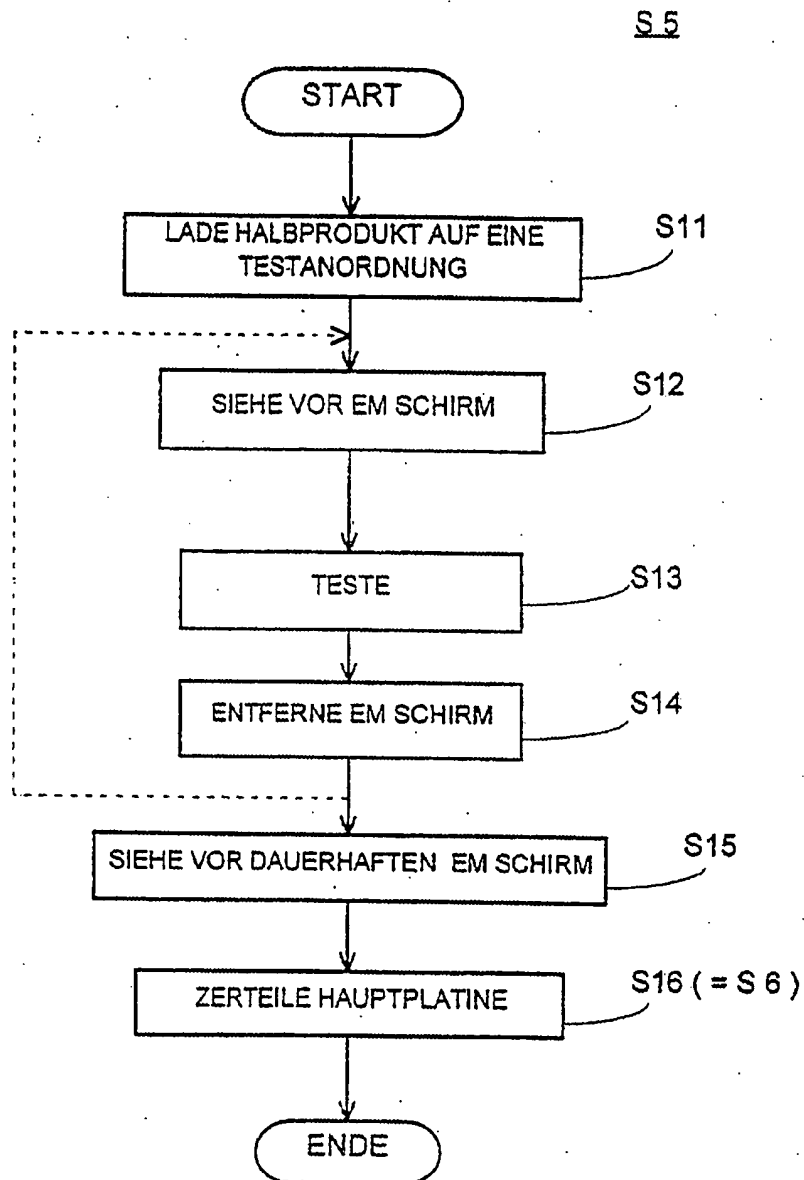 S 5
START
LADE HALBPRODUKT AUF EINE
TESTANORDNUNG
S11
SIEHE VOR EM SCHIRM
S12
TESTE
S13
ENTFERNE EM SCHIRM
S14
SIEHE VOR DAUERHAFTEN EM SCHIRM
S15
ZERTEILE HAUPTPLATINE
S16 ( = S 6 )
ENDE